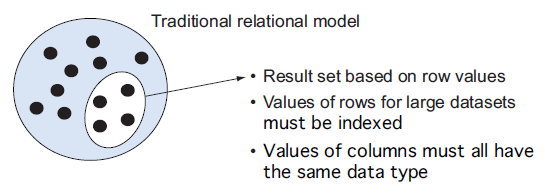 Traditional relational model
• Result set based on row values
• Values of rows for large datasets
must be indexed
• Values of columns must all have
the same data type